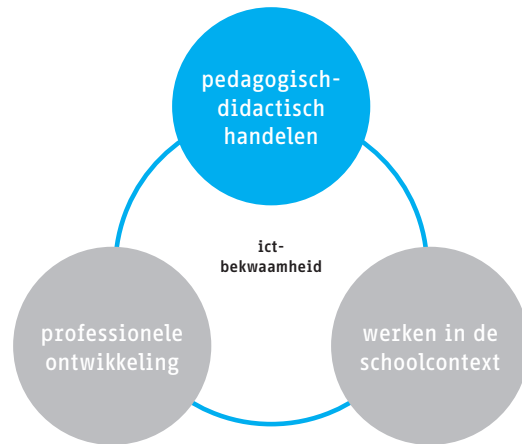 pedagogisch-
didactisch
handelen
ict-
bekwaamheid
professionele
ontwikkeling
werken in de
schoolcontext